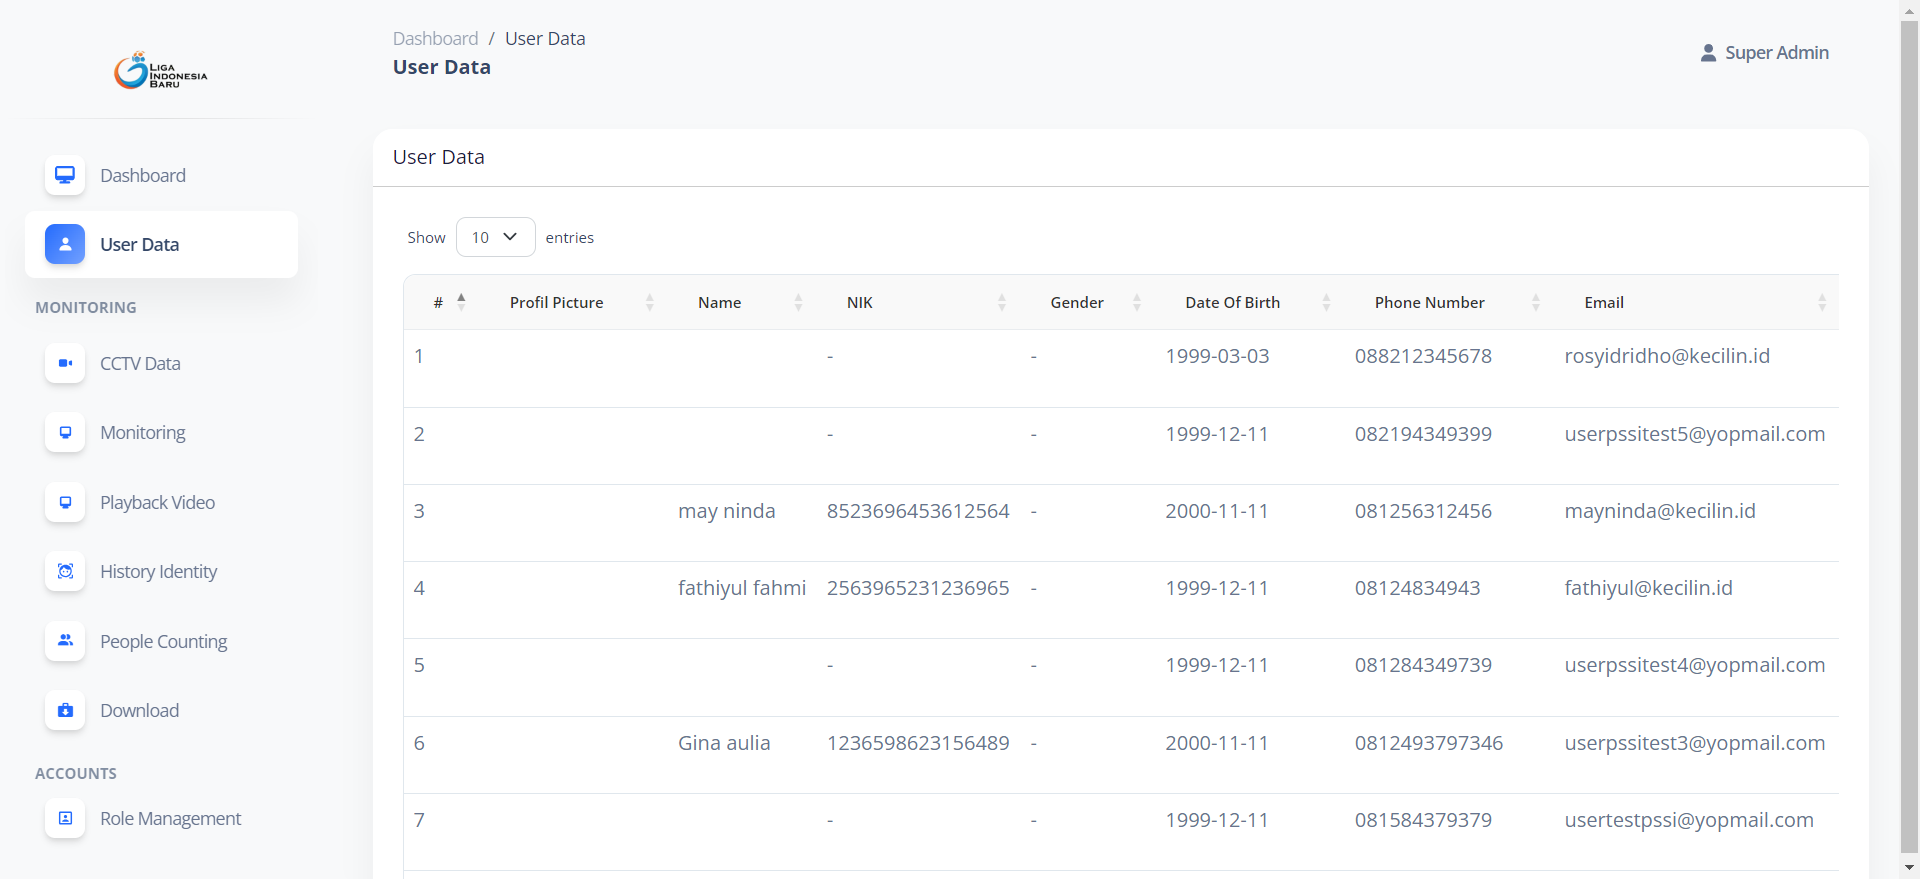 LIGA
INDONESIA
BARU
Dashboard / User Data
User Data
Super Admin
Dashboard
User Data
MONITORING
CCTV Data
Monitoring
Playback Video
History Identity
People Counting
Download
ACCOUNTS
Role Management
User Data
Show 10 entries
# Profil Picture Name NIK Gender Date Of Birth Phone Number Email
1 - - 1999-03-03 088212345678 rosyidridho@kecilin.id
2 - - 1999-12-11 082194349399 userpssitest5@yopmail.com
3 may ninda 8523696453612564 - 2000-11-11 081256312456 mayninda@kecilin.id
4 fathiyul fahmi 2563965231236965 - 1999-12-11 08124834943 fathiyul@kecilin.id
5 - - 1999-12-11 081284349739 userpssitest4@yopmail.com
6 Gina aulia 1236598623156489 - 2000-11-11 0812493797346 userpssitest3@yopmail.com
7 - - 1999-12-11 081584379379 usertestpssi@yopmail.com